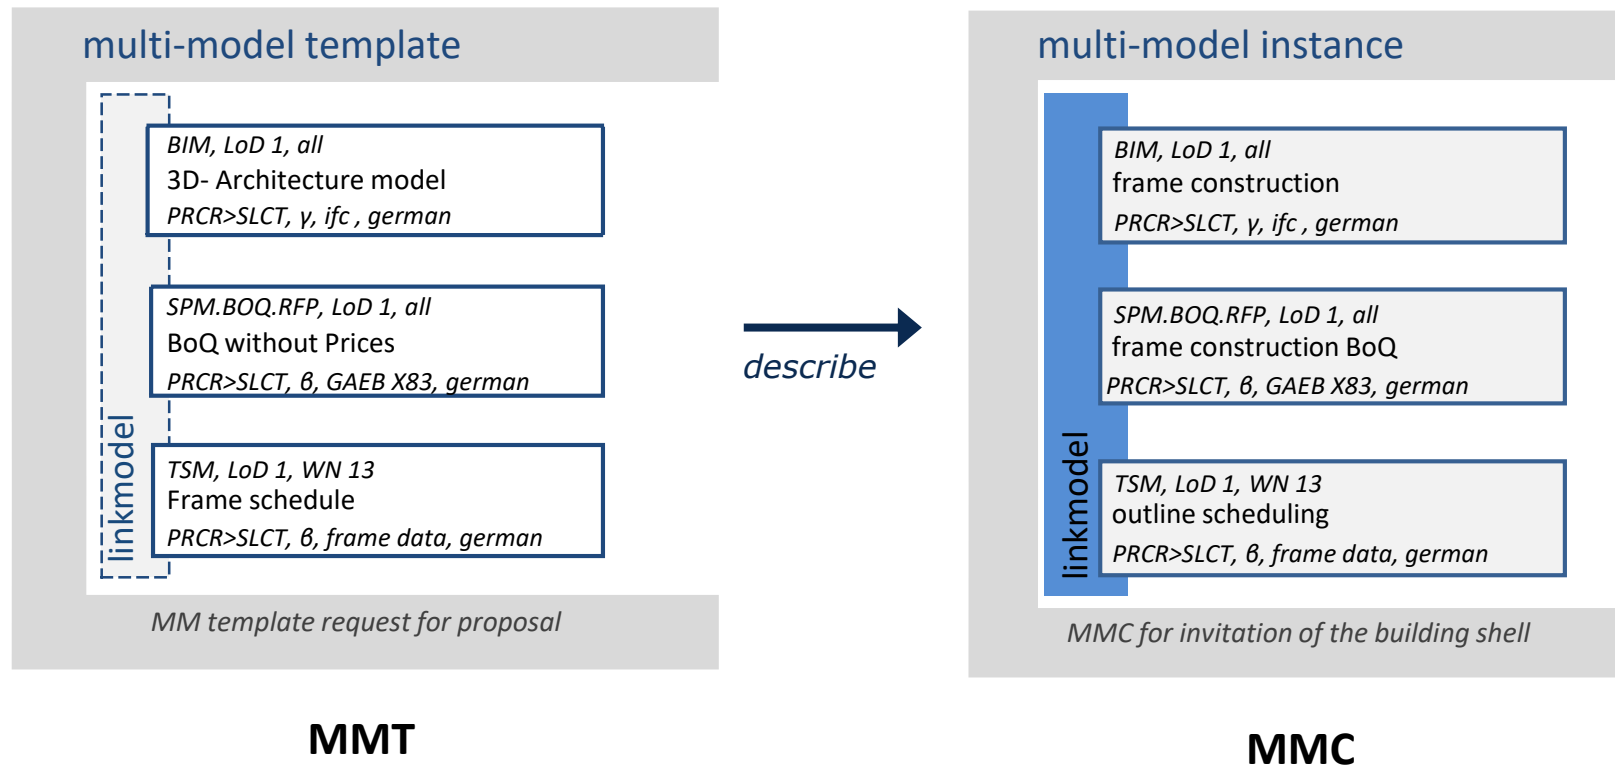 multi-model template
BIM, LoD 1, all
3D- Architecture model
PRCR>SLCT, γ, ifc , german
SPM.BOQ.RFP, LoD 1, all
BoQ without Prices
PRCR>SLCT, β, GAEB X83, german
TSM, LoD 1, WN 13
Frame schedule
PRCR>SLCT, β, frame data, german
linkmodel
MM template request for proposal
MMT
describe
multi-model instance
BIM, LoD 1, all
frame construction
PRCR>SLCT, γ, ifc , german
SPM.BOQ.RFP, LoD 1, all
frame construction BoQ
PRCR>SLCT, β, GAEB X83, german
TSM, LoD 1, WN 13
outline scheduling
PRCR>SLCT, β, frame data, german
linkmodel
MMC for invitation of the building shell
MMC